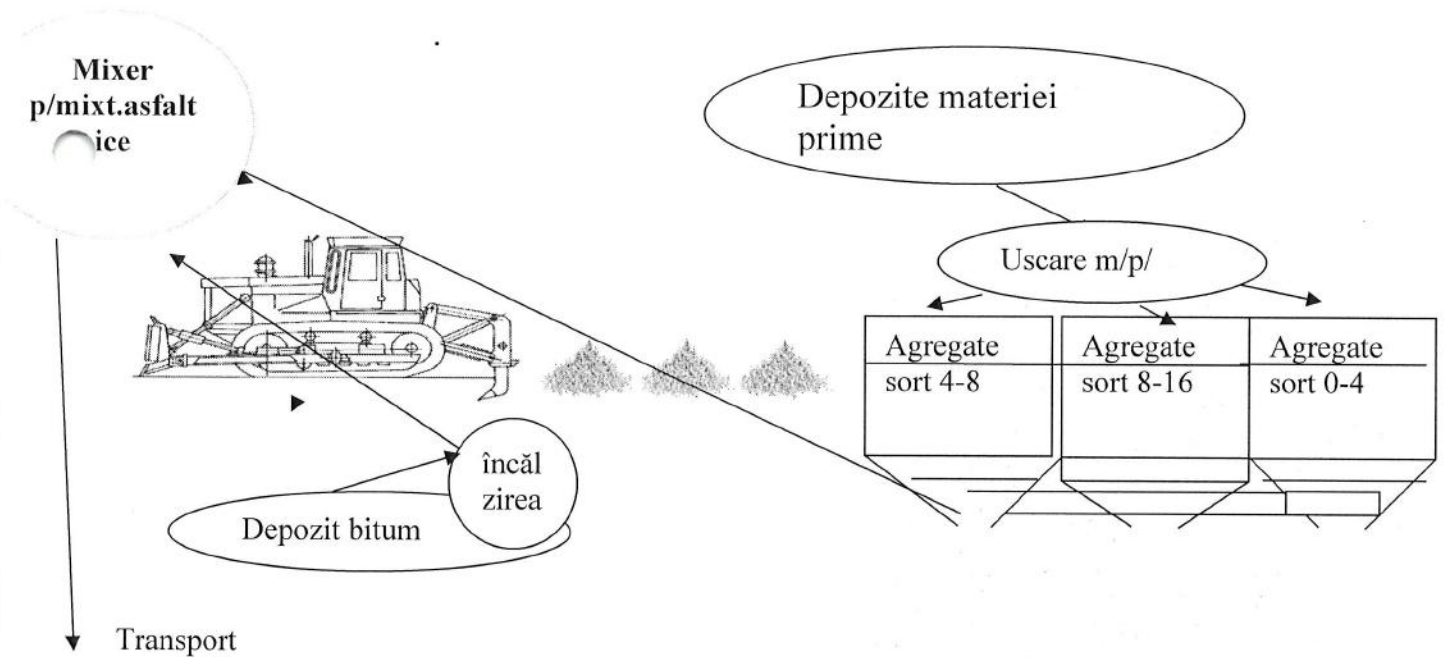 Mixer
p/mixt.asfalt
ice
Depozite materiei
prime
Uscare m/p/
Agregate
sort 4-8
Agregate
sort 8-16
Agregate
sort 0-4
încăl
zirea
Depozit bitum
Transport